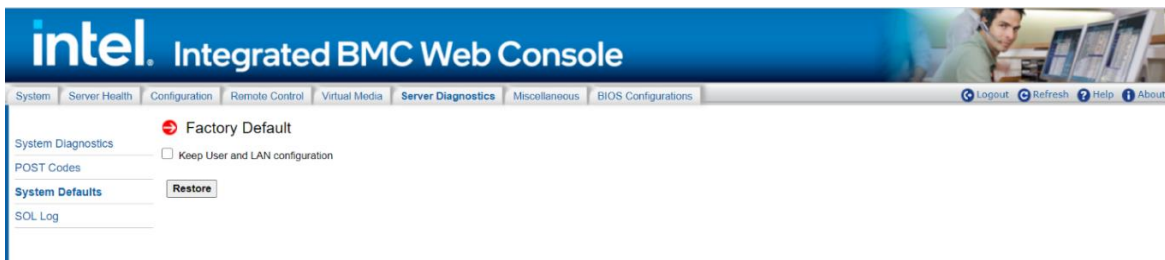 intel. Integrated BMC Web Console
System Server Health Configuration Remote Control Virtual Media Server Diagnostics Miscellaneous BIOS Configurations Logout Refresh Help About
System Diagnostics
POST Codes
System Defaults
SOL Log
Factory Default
Keep User and LAN configuration
Restore